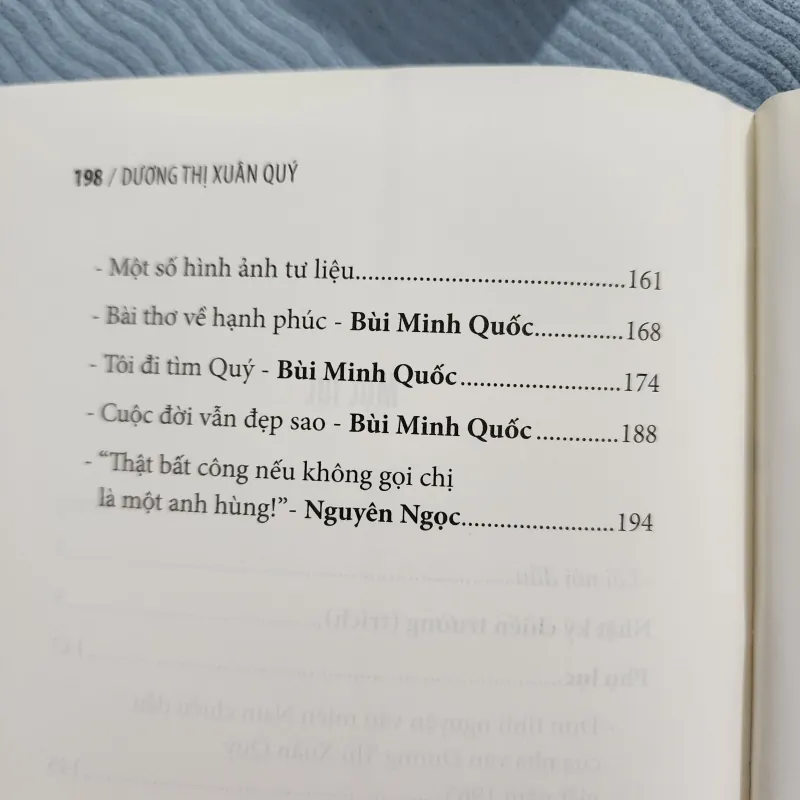 198 / DƯƠNG THỊ XUÂN QUÝ
- Một số hình ảnh tư liệu..............................................161
- Bài thơ về hạnh phúc - Bùi Minh Quốc...............168
- Tôi đi tìm Quý - Bùi Minh Quốc...........................174
- Cuộc đời vẫn đẹp sao - Bùi Minh Quốc.............188
- “Thật bất công nếu không gọi chị
là một anh hùng!”- Nguyên Ngọc..........................194